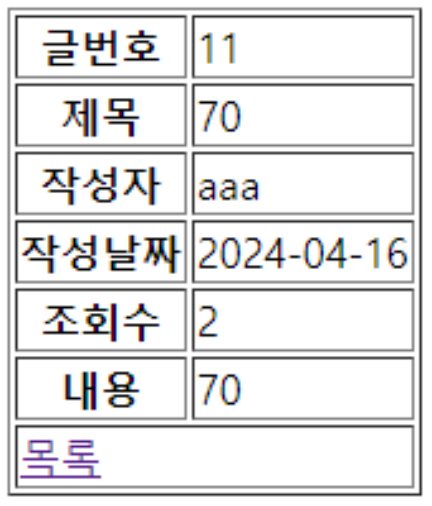 글번호 11
제목 70
작성자 aaa
작성날짜 2024-04-16
조회수 2
내용 70
목록